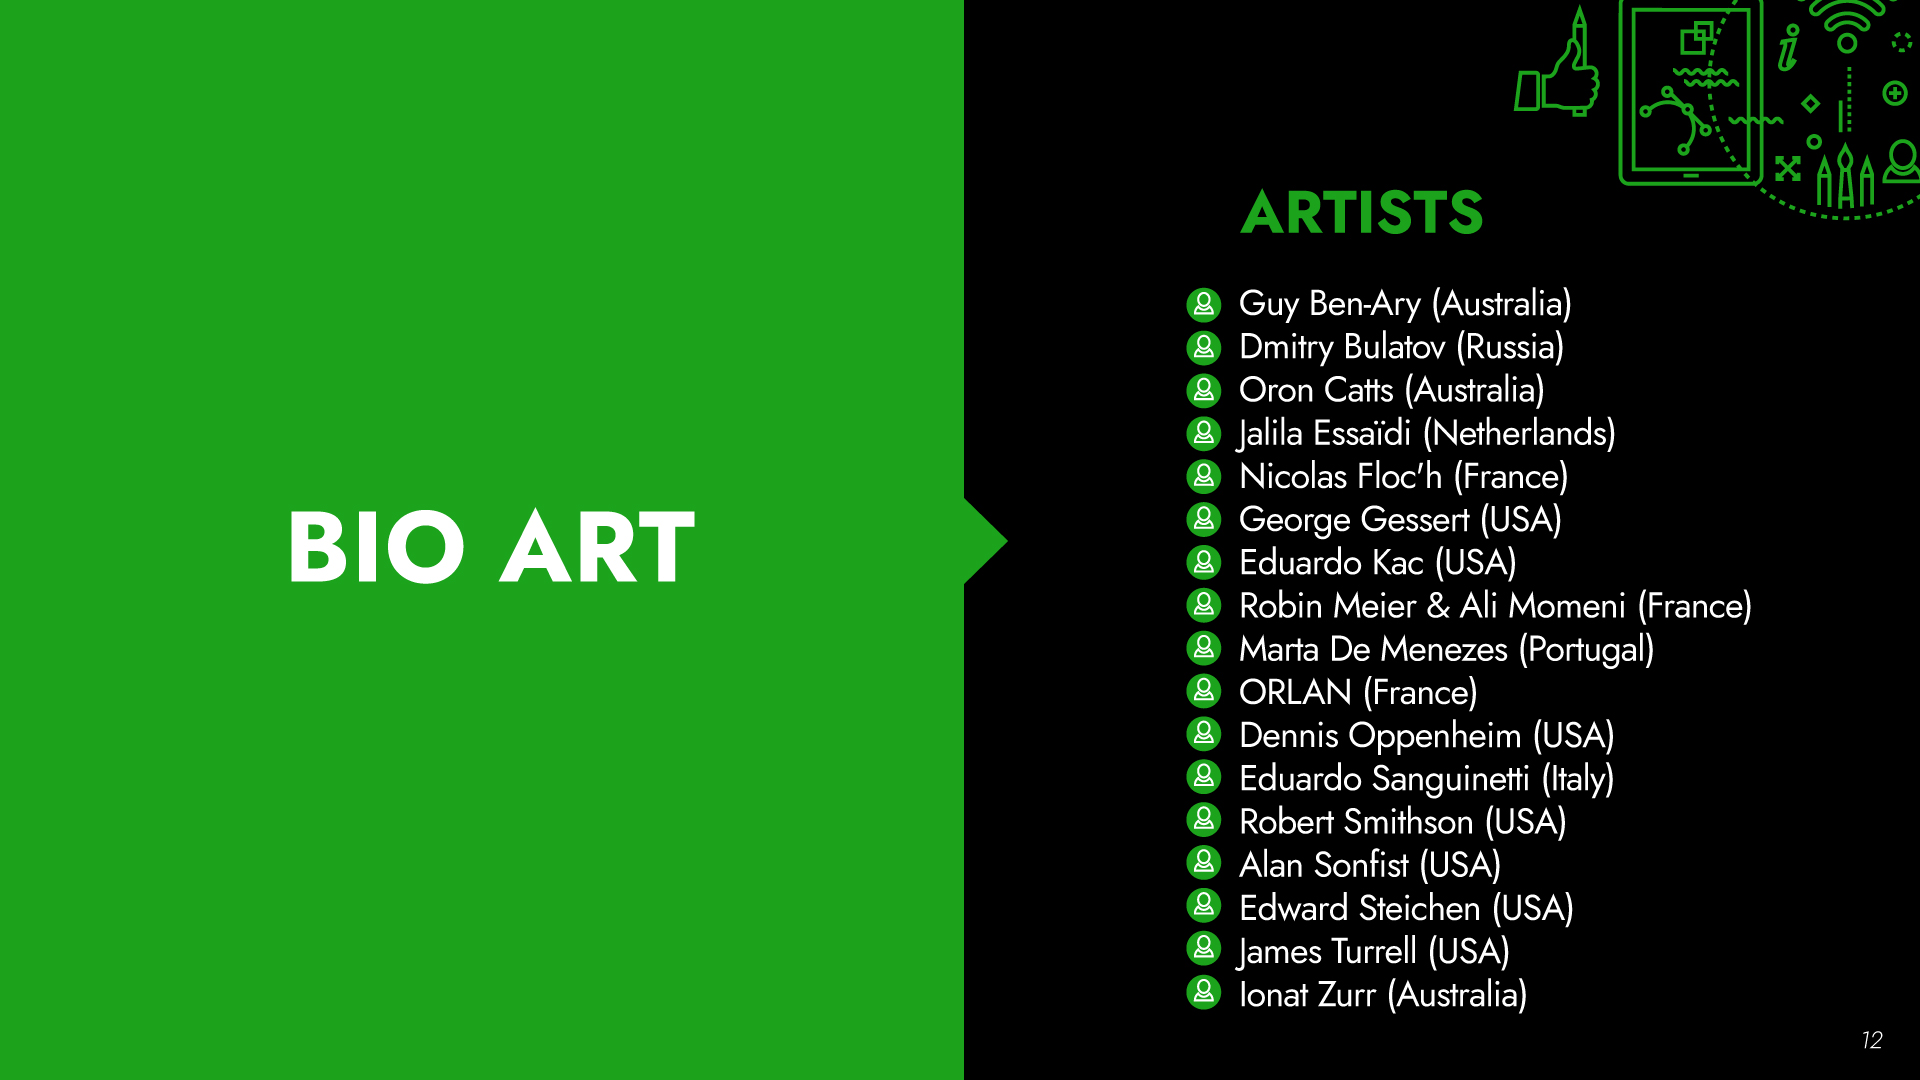 BIO ART
ARTISTS
Guy Ben-Ary (Australia)
Dmitry Bulatov (Russia)
Oron Catts (Australia)
Jalila Essaïdi (Netherlands)
Nicolas Floc'h (France)
George Gessert (USA)
Eduardo Kac (USA)
Robin Meier & Ali Momeni (France)
Marta De Menezes (Portugal)
ORLAN (France)
Dennis Oppenheim (USA)
Eduardo Sanguinetti (Italy)
Robert Smithson (USA)
Alan Sonfist (USA)
Edward Steichen (USA)
James Turrell (USA)
Ionat Zurr (Australia)
12